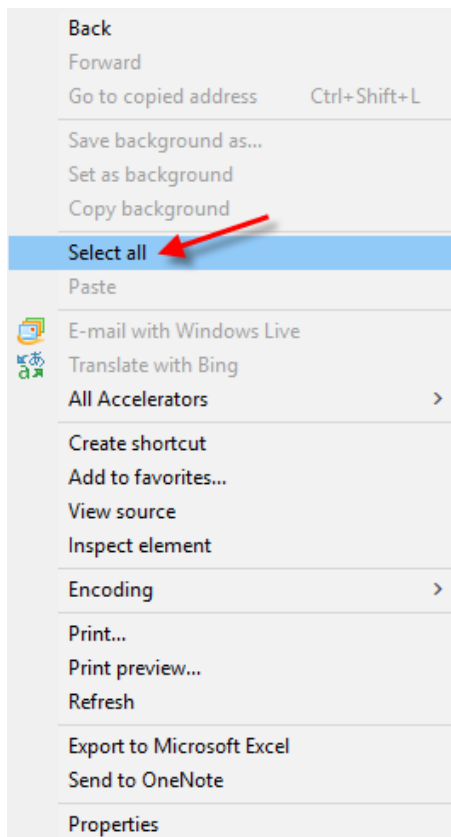 Back
Forward
Go to copied address Ctrl+Shift+L
Save background as...
Set as background
Copy background
Select all
Paste
E-mail with Windows Live
Translate with Bing
All Accelerators
Create shortcut
Add to favorites...
View source
Inspect element
Encoding
Print...
Print preview...
Refresh
Export to Microsoft Excel
Send to OneNote
Properties